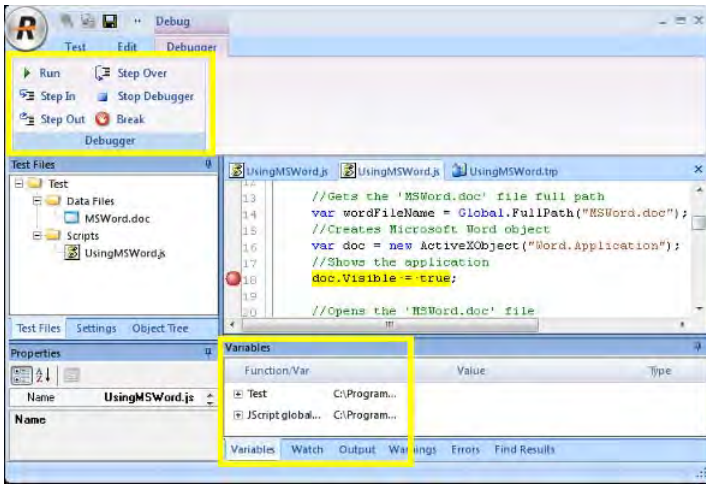 R
Debug
Test Edit Debugger
Run Step Over
Step In Stop Debugger
Step Out Break
Debugger
Test Files
Test
Data Files
MSWord.doc
Scripts
UsingMSWord.js
Test Files Settings Object Tree
Properties
Name UsingMSWord.js
Name
UsingMSWord.js UsingMSWord.js UsingMSWord.trp
12
13 //Gets the 'MSWord.doc' file full path
14 var wordFileName = Global.FullPath("MSWord.doc");
15 //Creates Microsoft Word object
16 var doc = new ActiveXObject("Word.Application");
17 //Shows the application
18 doc.Visible = true;
19
20 //Opens the 'MSWord.doc' file
Variables
Function/Var Value Type
Test C:\Program...
JScript global... C:\Program...
Variables Watch Output Warnings Errors Find Results